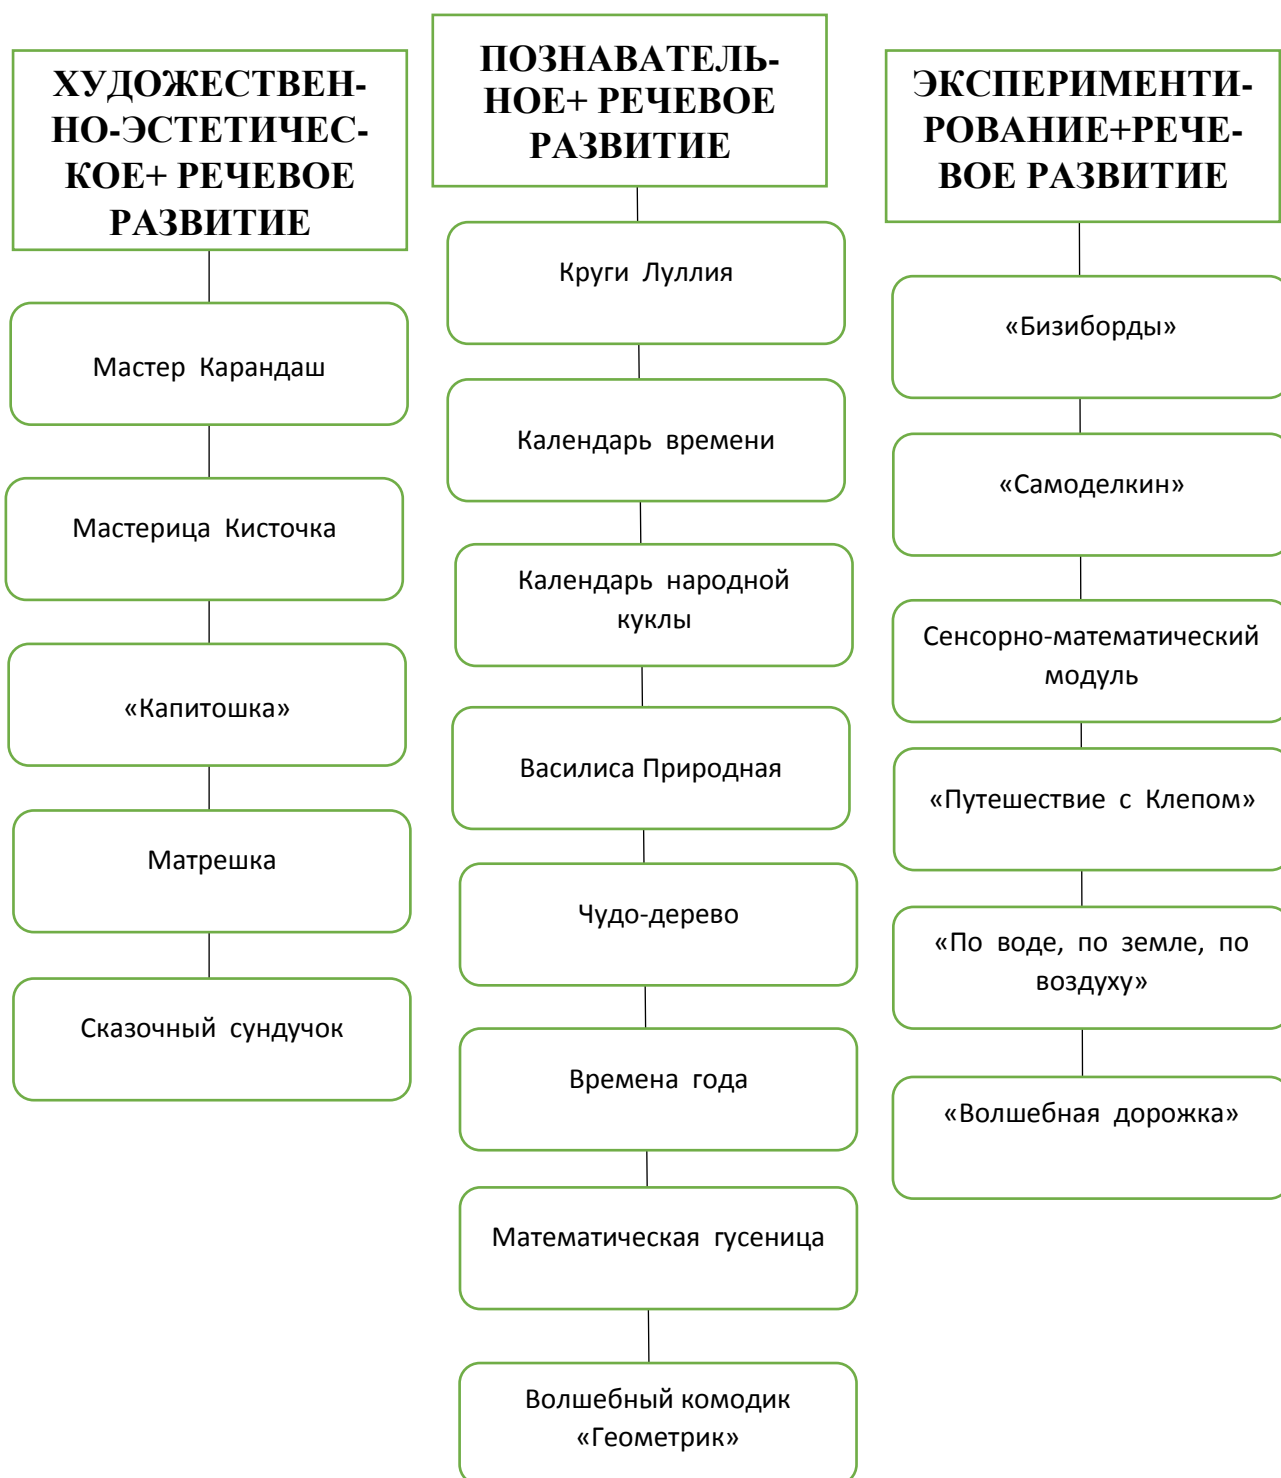 ХУДОЖЕСТВЕН-
НО-ЭСТЕТИЧЕС-
КОЕ+ РЕЧЕВОЕ
РАЗВИТИЕ
Мастер Карандаш
Мастерица Кисточка
«Капитошка»
Матрешка
Сказочный сундучок
ПОЗНАВАТЕЛЬ-
НОЕ+ РЕЧЕВОЕ
РАЗВИТИЕ
Круги Луллия
Календарь времени
Календарь народной
куклы
Василиса Природная
Чудо-дерево
Времена года
Математическая гусеница
Волшебный комодик
«Геометрик»
ЭКСПЕРИМЕНТИ-
РОВАНИЕ+РЕЧЕ-
ВОЕ РАЗВИТИЕ
«Бизиборды»
«Самоделкин»
Сенсорно-математический
модуль
«Путешествие с Клепом»
«По воде, по земле, по
воздуху»
«Волшебная дорожка»